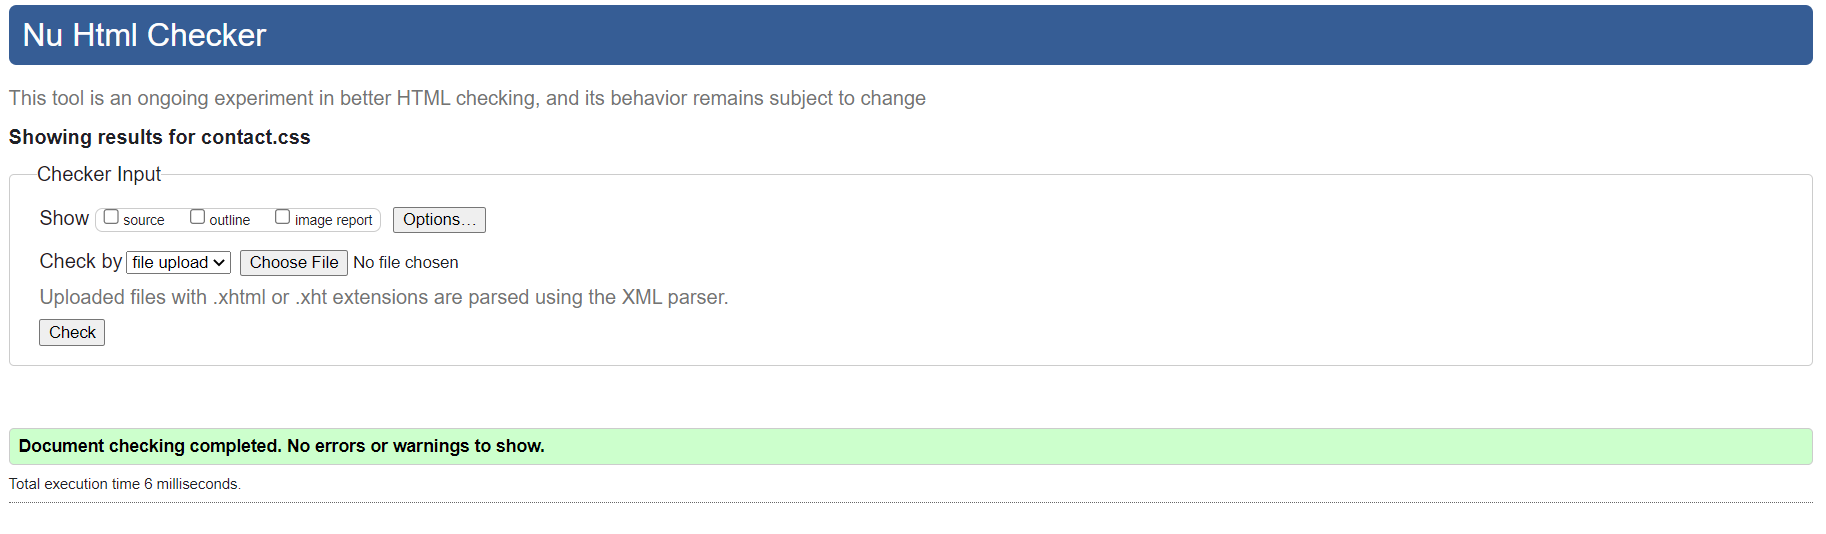 Nu Html Checker
This tool is an ongoing experiment in better HTML checking, and its behavior remains subject to change
Showing results for contact.css
Checker Input
Show source outline image report Options…
Check by file upload Choose File No file chosen
Uploaded files with .xhtml or .xht extensions are parsed using the XML parser.
Check
Document checking completed. No errors or warnings to show.
Total execution time 6 milliseconds.